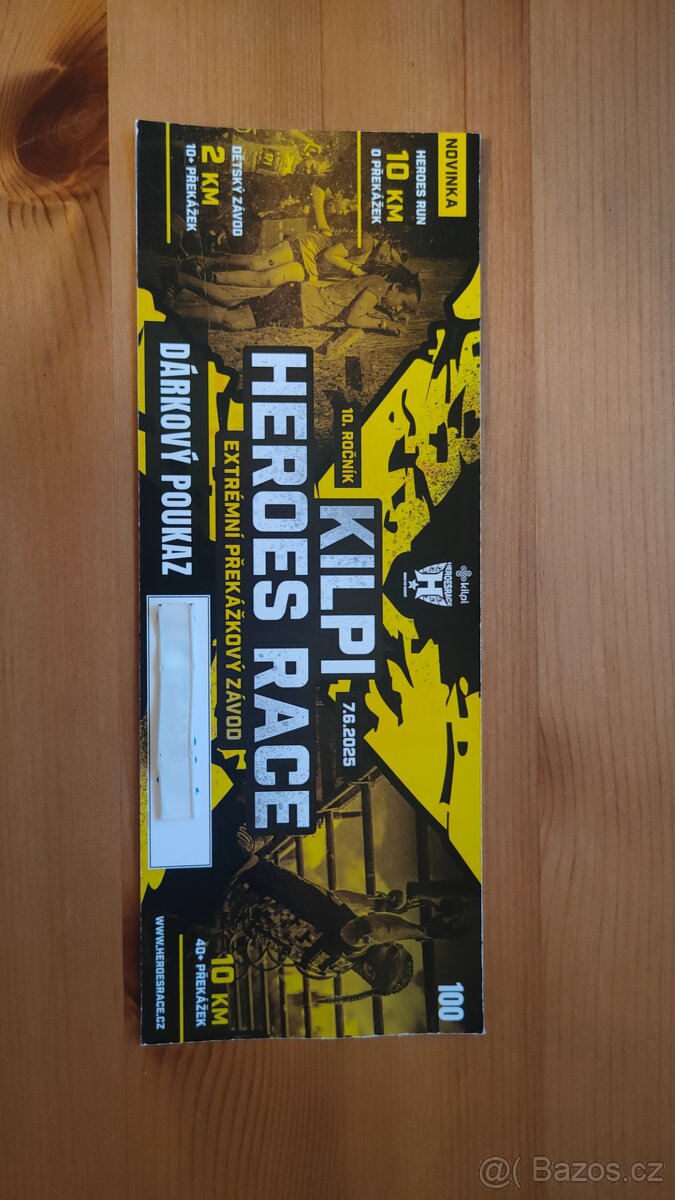 NOVINKA
HEROES RUN
10 KM
0 PŘEKÁŽEK
DĚTSKÝ ZÁVOD
2 KM
10+ PŘEKÁŽEK
kilpi
HEROESRACE
H
10. ROČNÍK
7.6.2025
KILPI
HEROES RACE
EXTRÉMNÍ PŘEKÁŽKOVÝ ZÁVOD
DÁRKOVÝ POUKAZ
100
10 KM
40+ PŘEKÁŽEK
WWW.HEROESRACE.CZ
@( Bazos.cz